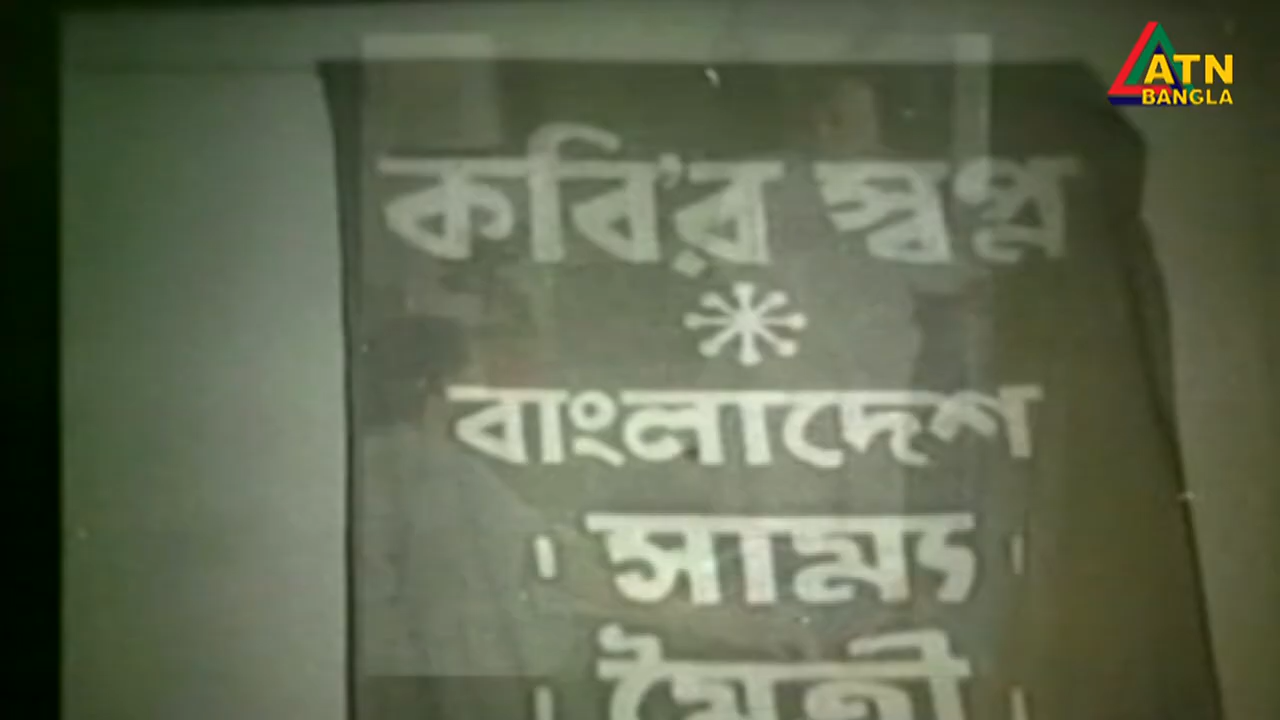 ATN
BANGLA
কবি'র স্বপ্ন
বাংলাদেশ
। সাম্য ।
। মৈত্রী ।